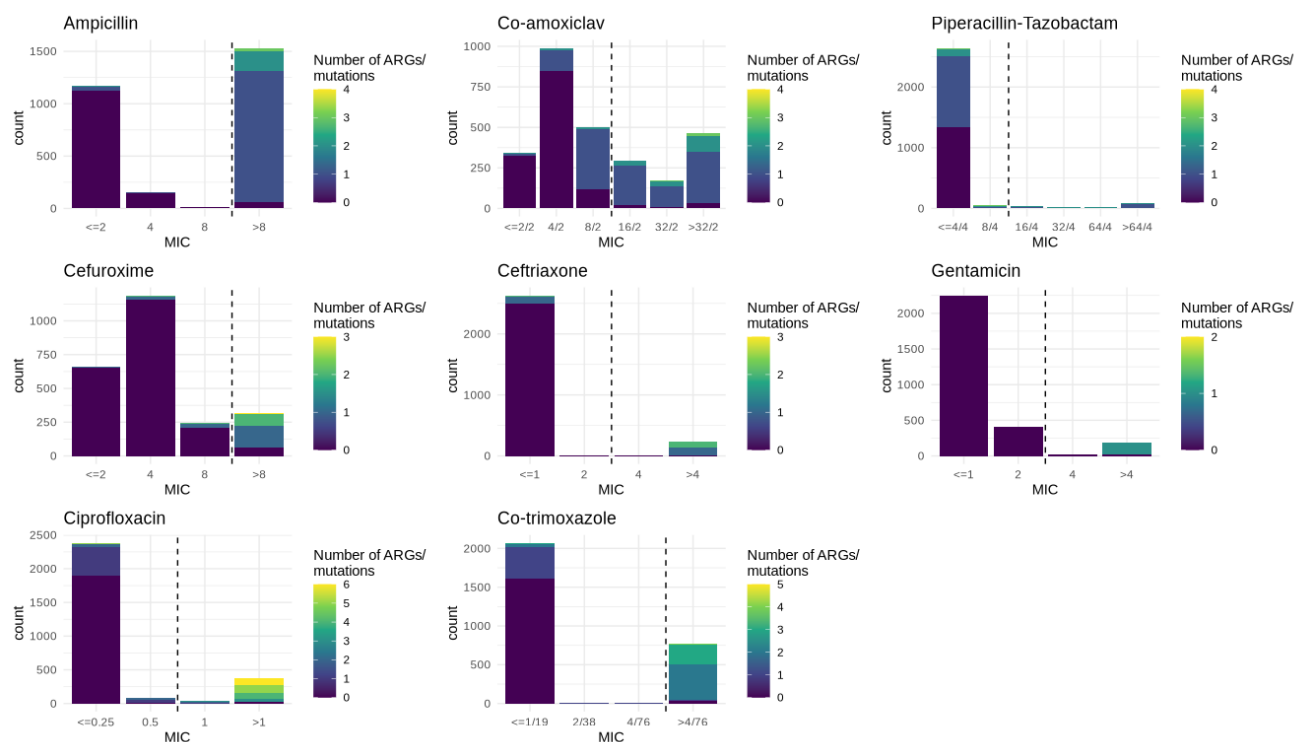 Ampicillin
1500
1000
500
0
count
<=2 4 8 >8
MIC
Number of ARGs/
mutations
4
3
2
1
0
Co-amoxiclav
1000
750
500
250
0
count
<=2/2 4/2 8/2 16/2 32/2 >32/2
MIC
Number of ARGs/
mutations
4
3
2
1
0
Piperacillin-Tazobactam
2000
1000
0
count
<=4/4 8/4 16/4 32/4 64/4 >64/4
MIC
Number of ARGs/
mutations
4
3
2
1
0
Cefuroxime
1000
750
500
250
0
count
<=2 4 8 >8
MIC
Number of ARGs/
mutations
3
2
1
0
Ceftriaxone
2000
1000
0
count
<=1 2 4 >4
MIC
Number of ARGs/
mutations
3
2
1
0
Gentamicin
2000
1500
1000
500
0
count
<=1 2 4 >4
MIC
Number of ARGs/
mutations
2
1
0
Ciprofloxacin
2500
2000
1500
1000
500
0
count
<=0.25 0.5 1 >1
MIC
Number of ARGs/
mutations
6
5
4
3
2
1
0
Co-trimoxazole
2000
1500
1000
500
0
count
<=1/19 2/38 4/76 >4/76
MIC
Number of ARGs/
mutations
5
4
3
2
1
0